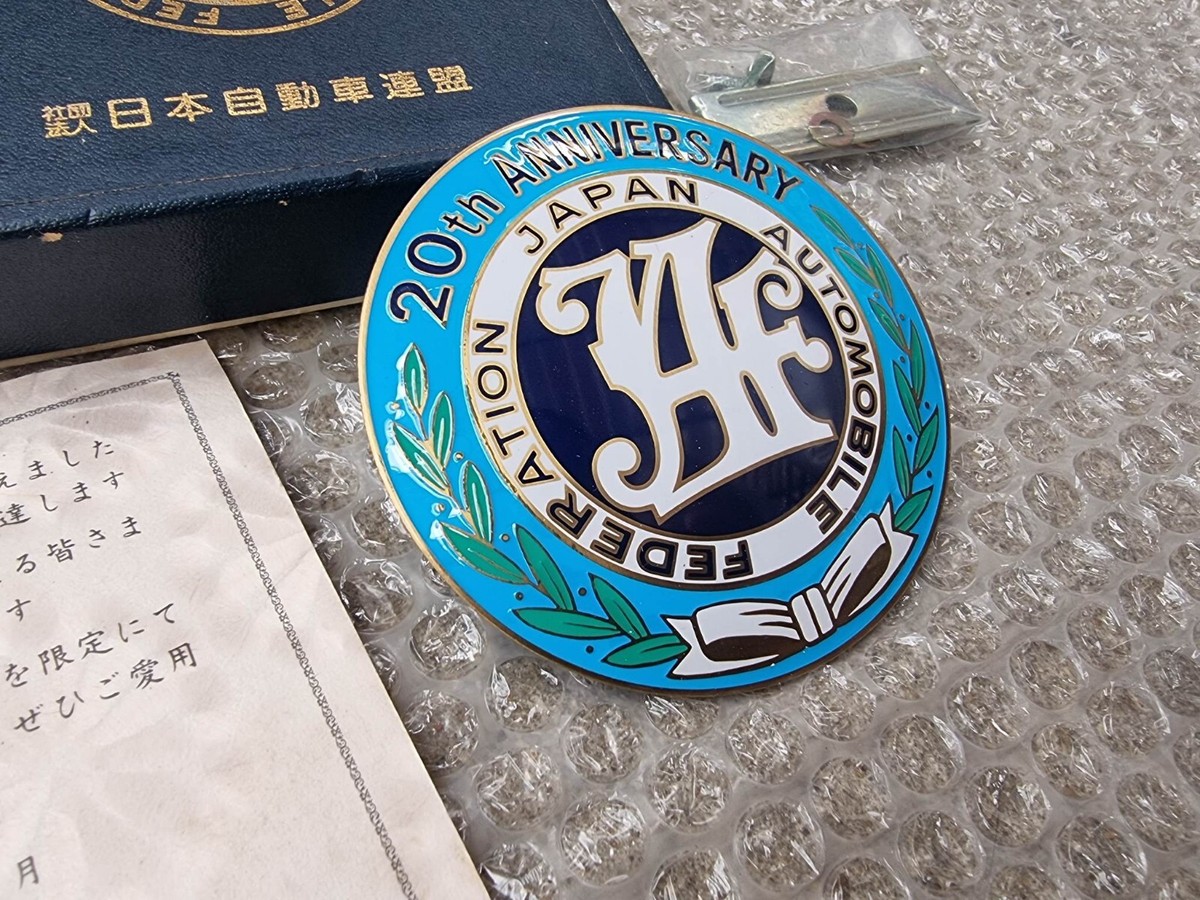 LE FED
社団法人 日本自動車連盟
20th ANNIVERSARY
JAPAN AUTOMOBILE FEDERATION
JAF
えました
達します
る皆さま
す
を限定にて
ぜひご愛用
月